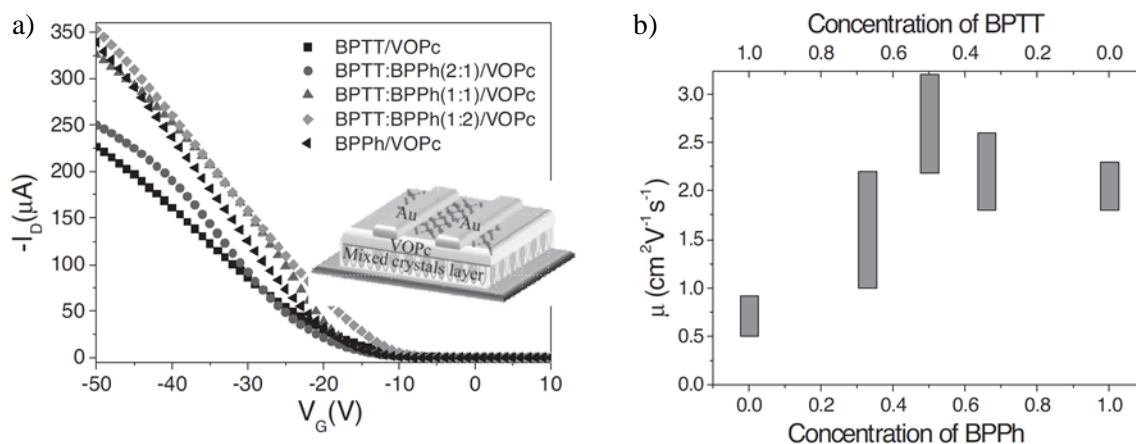 a)
350
300
250
200
150
100
50
0
-I_D(μA)
-50 -40 -30 -20 -10 0 10
V_G(V)
BPTT/VOPc
BPTT:BPPh(2:1)/VOPc
BPTT:BPPh(1:1)/VOPc
BPTT:BPPh(1:2)/VOPc
BPPh/VOPc
Au Au
VOPc
Mixed crystals layer
b)
Concentration of BPTT
1.0 0.8 0.6 0.4 0.2 0.0
3.0
2.5
2.0
1.5
1.0
0.5
0.0
μ (cm²V⁻¹s⁻¹)
0.0 0.2 0.4 0.6 0.8 1.0
Concentration of BPPh